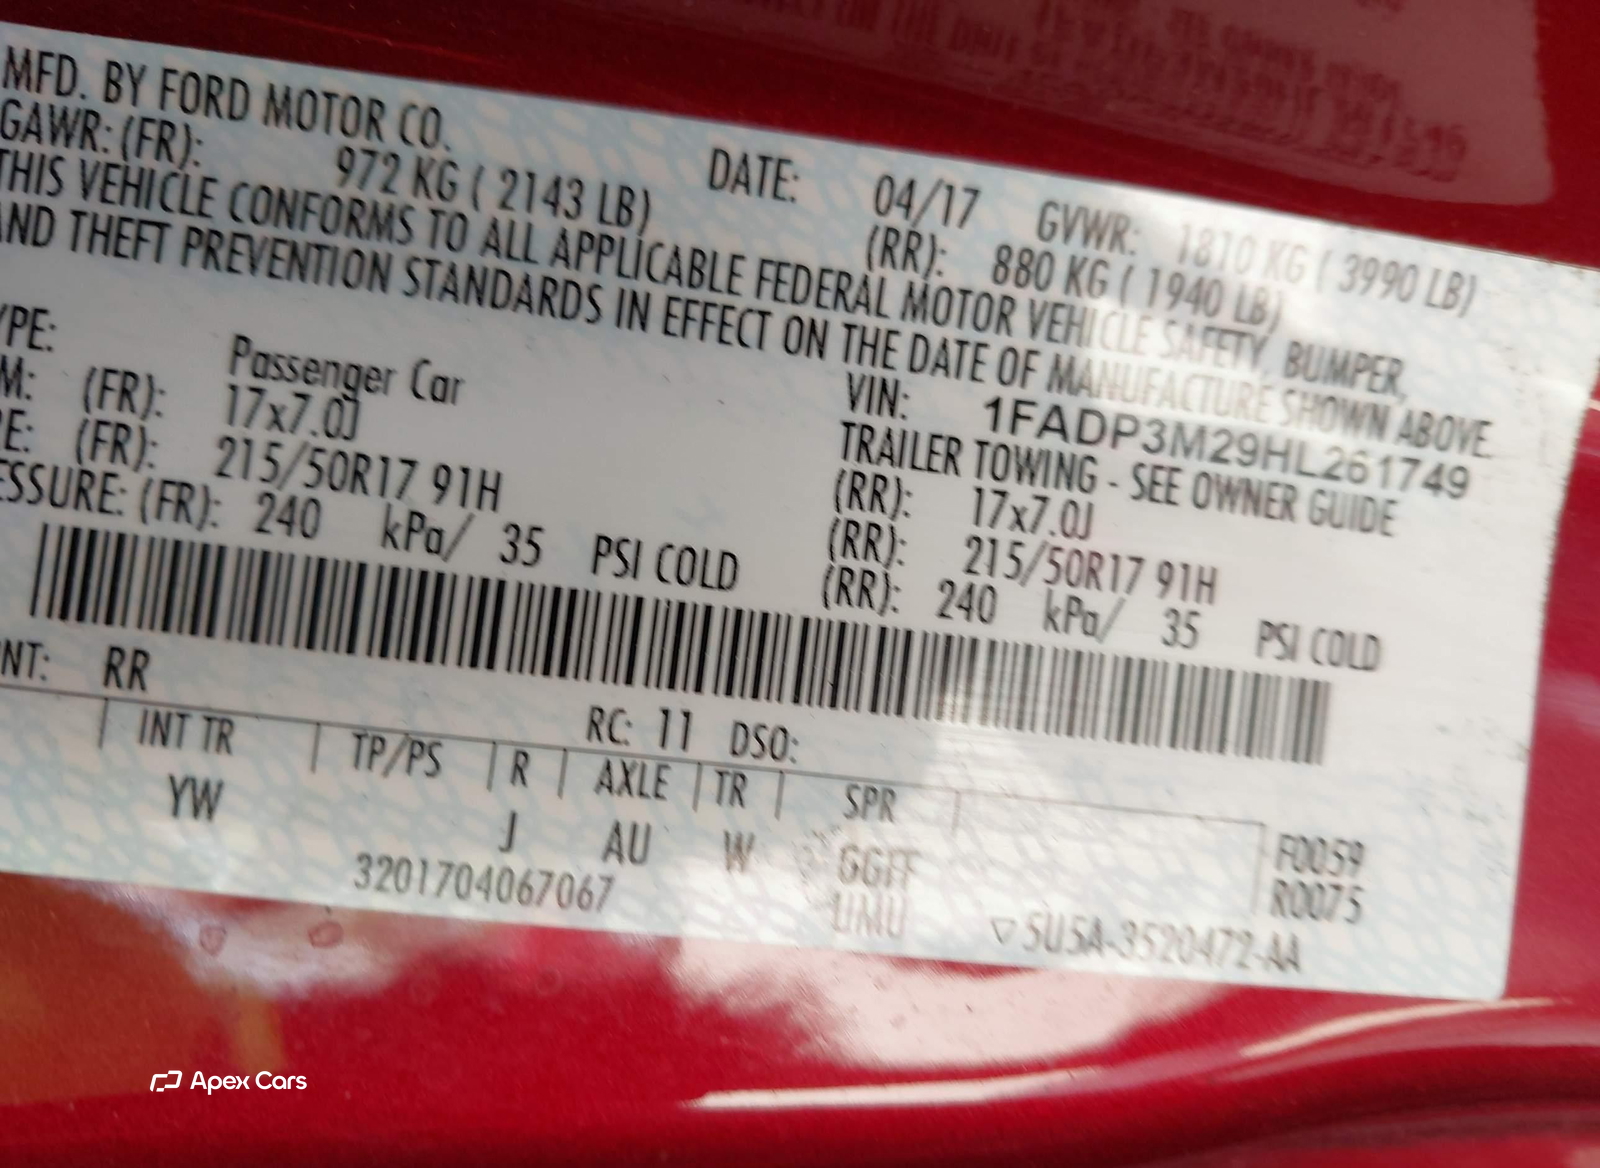 MFD. BY FORD MOTOR CO. DATE: 04/17 GVWR: 1810 KG ( 3990 LB)
GAWR: (FR): 972 KG ( 2143 LB) (RR): 880 KG ( 1940 LB)
THIS VEHICLE CONFORMS TO ALL APPLICABLE FEDERAL MOTOR VEHICLE SAFETY, BUMPER,
AND THEFT PREVENTION STANDARDS IN EFFECT ON THE DATE OF MANUFACTURE SHOWN ABOVE.
VIN: 1FADP3M29HL261749
YPE: Passenger Car TRAILER TOWING - SEE OWNER GUIDE
M: (FR): 17x7.0J (RR): 17x7.0J
E: (FR): 215/50R17 91H (RR): 215/50R17 91H
ESSURE: (FR): 240 kPa/ 35 PSI COLD (RR): 240 kPa/ 35 PSI COLD
NT: RR RC: 11 DSO:
INT TR | TP/PS | R | AXLE | TR | SPR F0059
YW J AU W GGFF R0075
3201704067067 UMU ▽5U5A-3520472-AA
Apex Cars